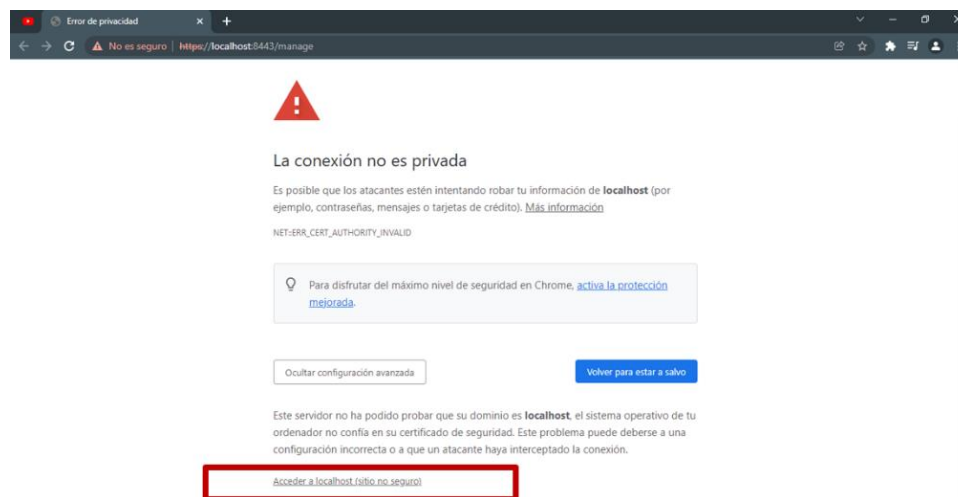 Error de privacidad
No es seguro | https://localhost:8443/manage
La conexión no es privada
Es posible que los atacantes estén intentando robar tu información de localhost (por
ejemplo, contraseñas, mensajes o tarjetas de crédito). Más información
NET::ERR_CERT_AUTHORITY_INVALID
Para disfrutar del máximo nivel de seguridad en Chrome, activa la protección
mejorada.
Ocultar configuración avanzada
Volver para estar a salvo
Este servidor no ha podido probar que su dominio es localhost, el sistema operativo de tu
ordenador no confía en su certificado de seguridad. Este problema puede deberse a una
configuración incorrecta o a que un atacante haya interceptado la conexión.
Acceder a localhost (sitio no seguro)